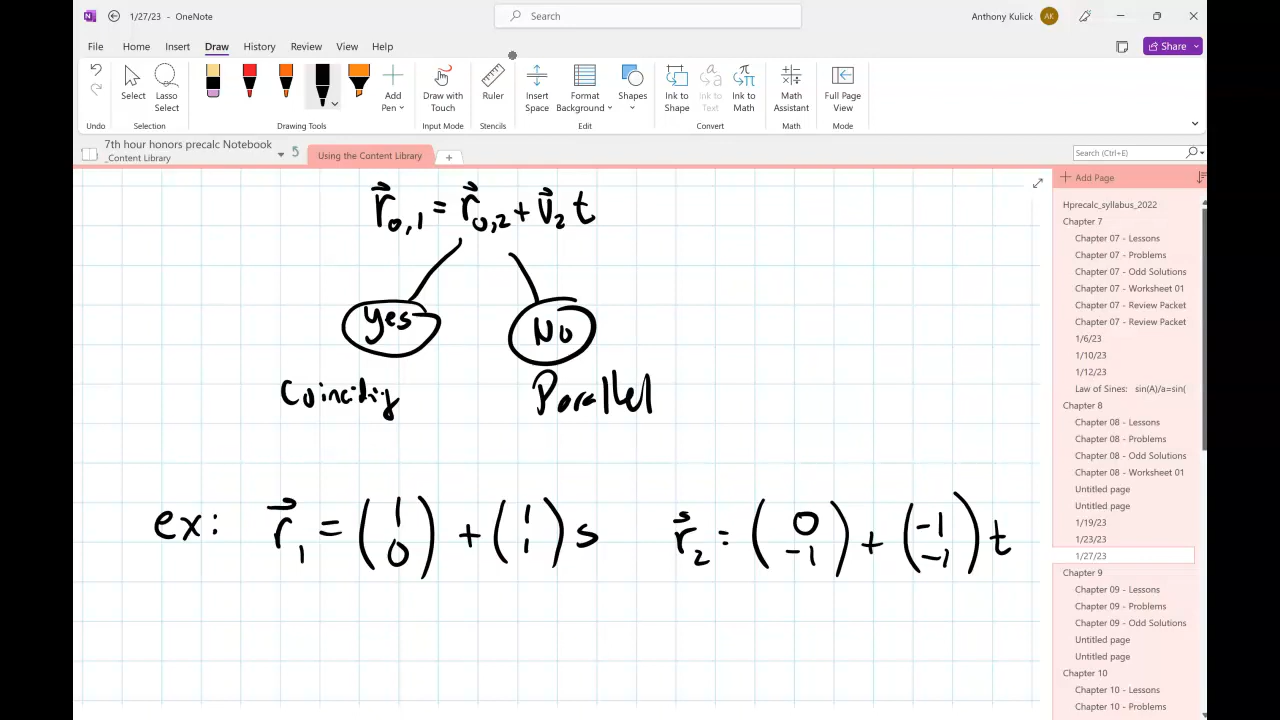 1/27/23 - OneNote
Search
Anthony Kulick
AK
File Home Insert Draw History Review View Help
Share
Undo
Select
Lasso Select
Add Pen
Draw with Touch
Ruler
Insert Space
Format Background
Shapes
Ink to Shape
Ink to Text
Ink to Math
Math Assistant
Full Page View
Undo Selection Drawing Tools Input Mode Stencils Edit Convert Math Mode
7th hour honors precalc Notebook
_Content Library
Using the Content Library
+
Search (Ctrl+E)
r⃗₀,₁ = r⃗₀,₂ + v⃗₂ t
Yes No
Coinciding Parallel
ex: r⃗₁ = (1 0) + (1 1) s r⃗₂ = (0 -1) + (-1 -1) t
Add Page
Hprecalc_syllabus_2022
Chapter 7
Chapter 07 - Lessons
Chapter 07 - Problems
Chapter 07 - Odd Solutions
Chapter 07 - Worksheet 01
Chapter 07 - Review Packet
Chapter 07 - Review Packet
1/6/23
1/10/23
1/12/23
Law of Sines: sin(A)/a=sin(
Chapter 8
Chapter 08 - Lessons
Chapter 08 - Problems
Chapter 08 - Odd Solutions
Chapter 08 - Worksheet 01
Untitled page
Untitled page
1/19/23
1/23/23
1/27/23
Chapter 9
Chapter 09 - Lessons
Chapter 09 - Problems
Chapter 09 - Odd Solutions
Untitled page
Untitled page
Chapter 10
Chapter 10 - Lessons
Chapter 10 - Problems